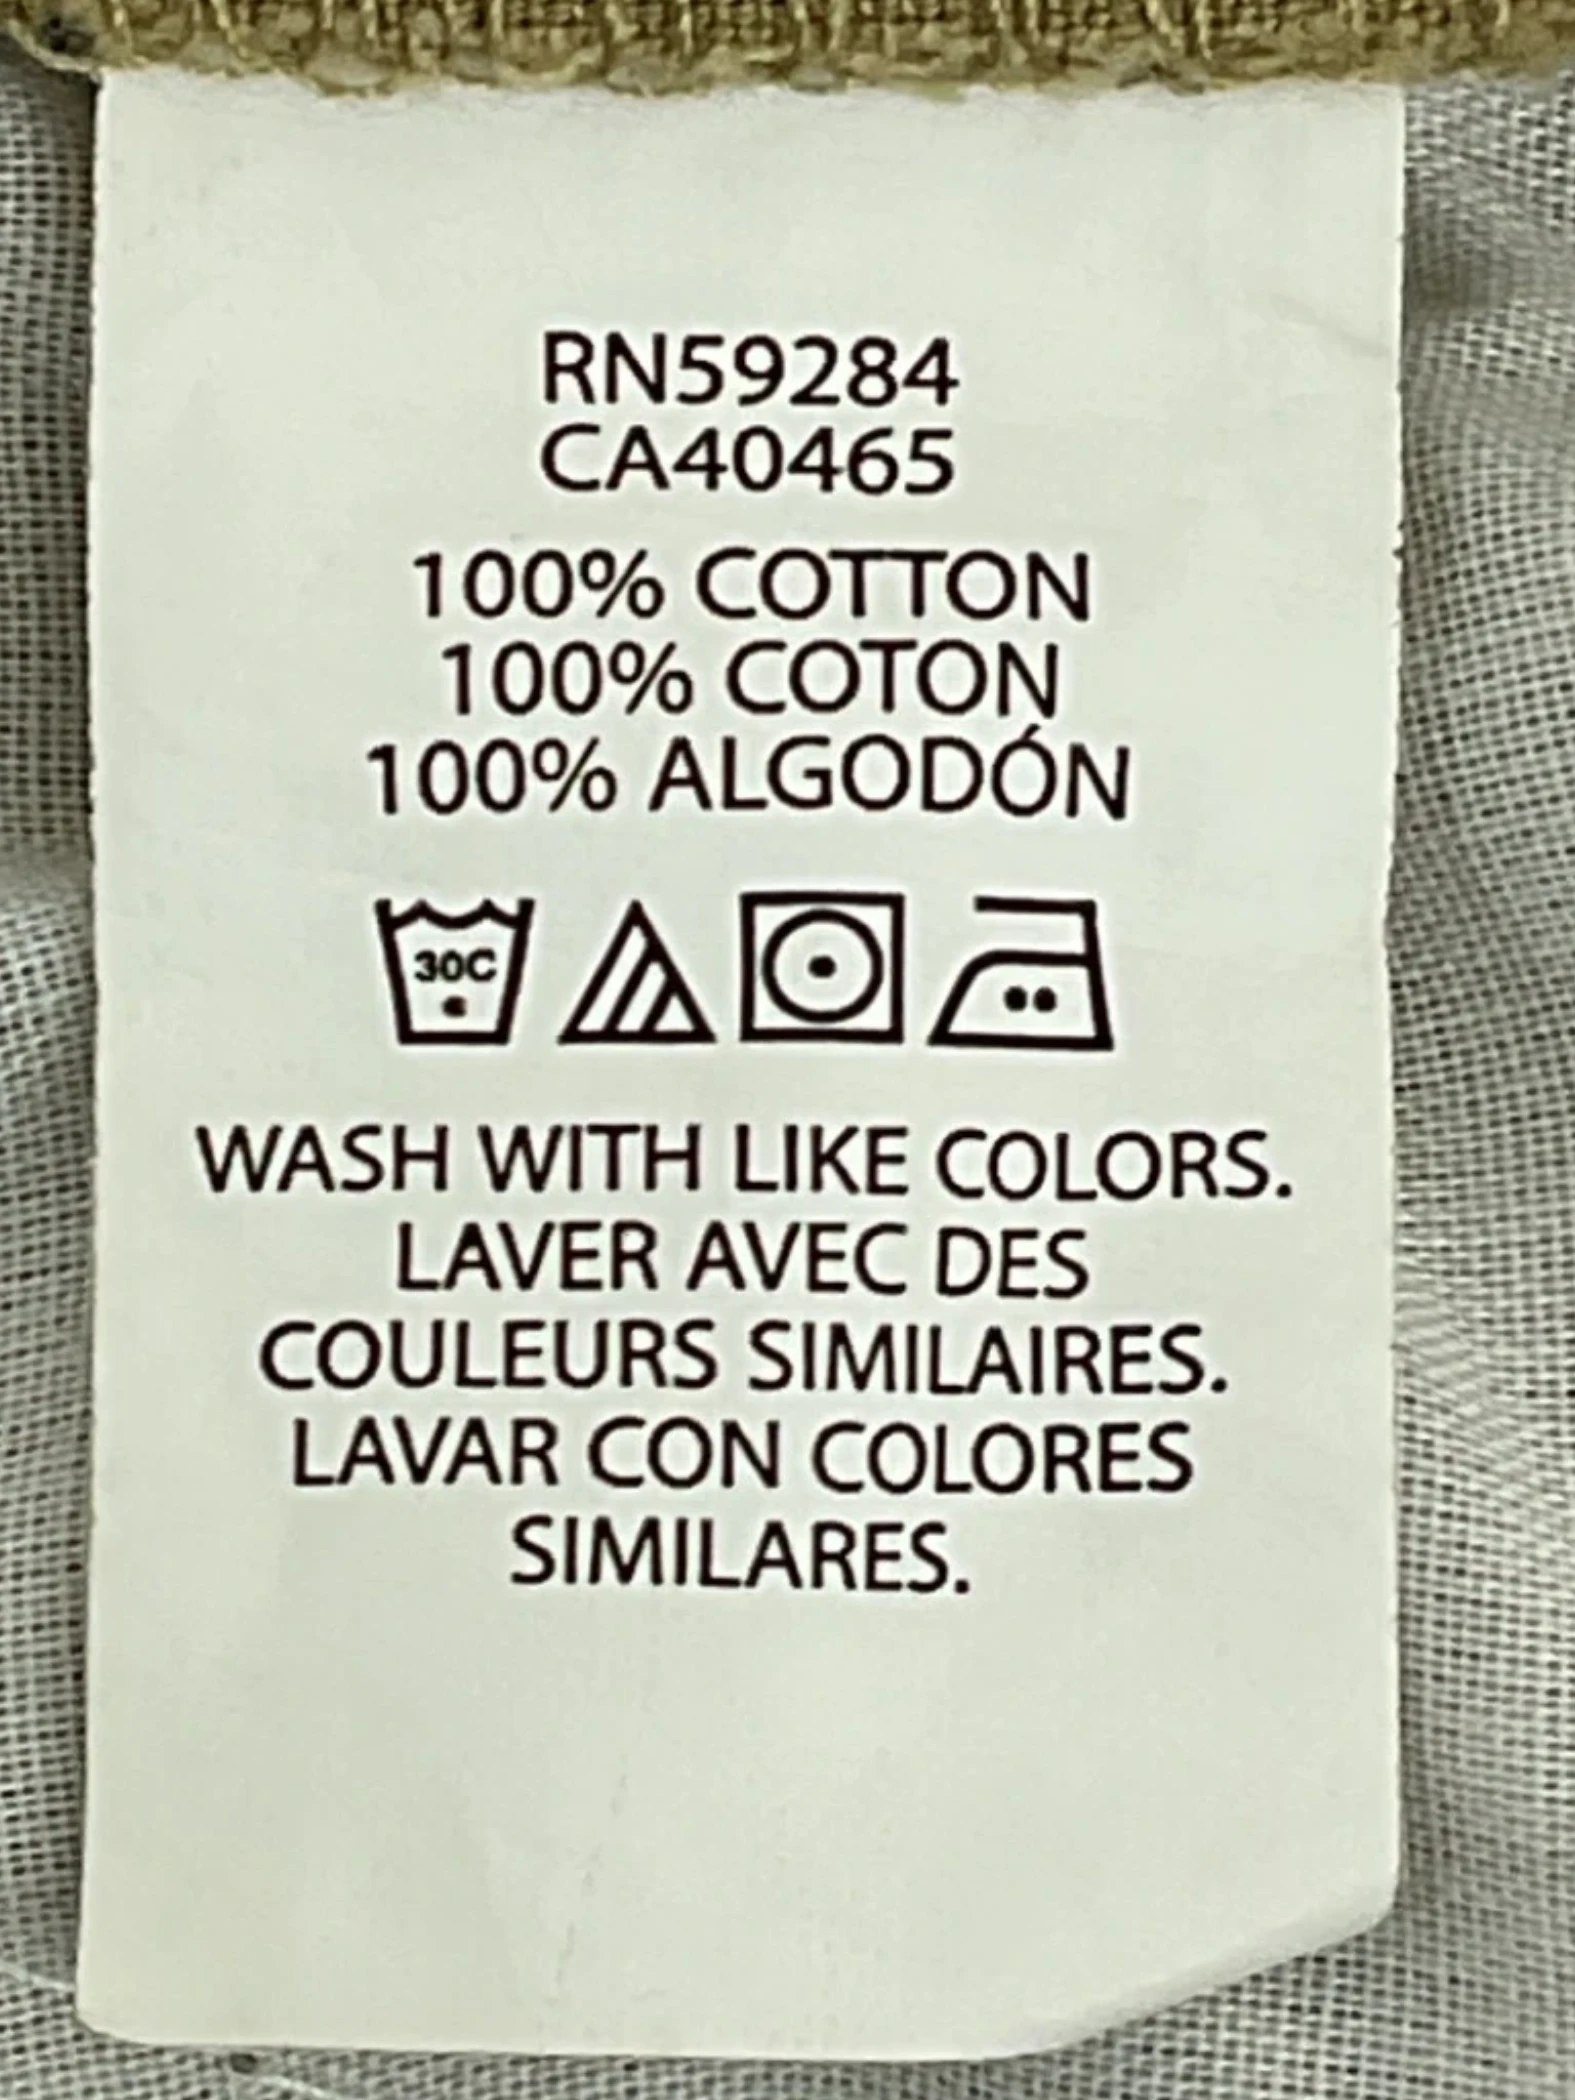 RN59284
CA40465
100% COTTON
100% COTON
100% ALGODÓN
30C
WASH WITH LIKE COLORS.
LAVER AVEC DES
COULEURS SIMILAIRES.
LAVAR CON COLORES
SIMILARES.